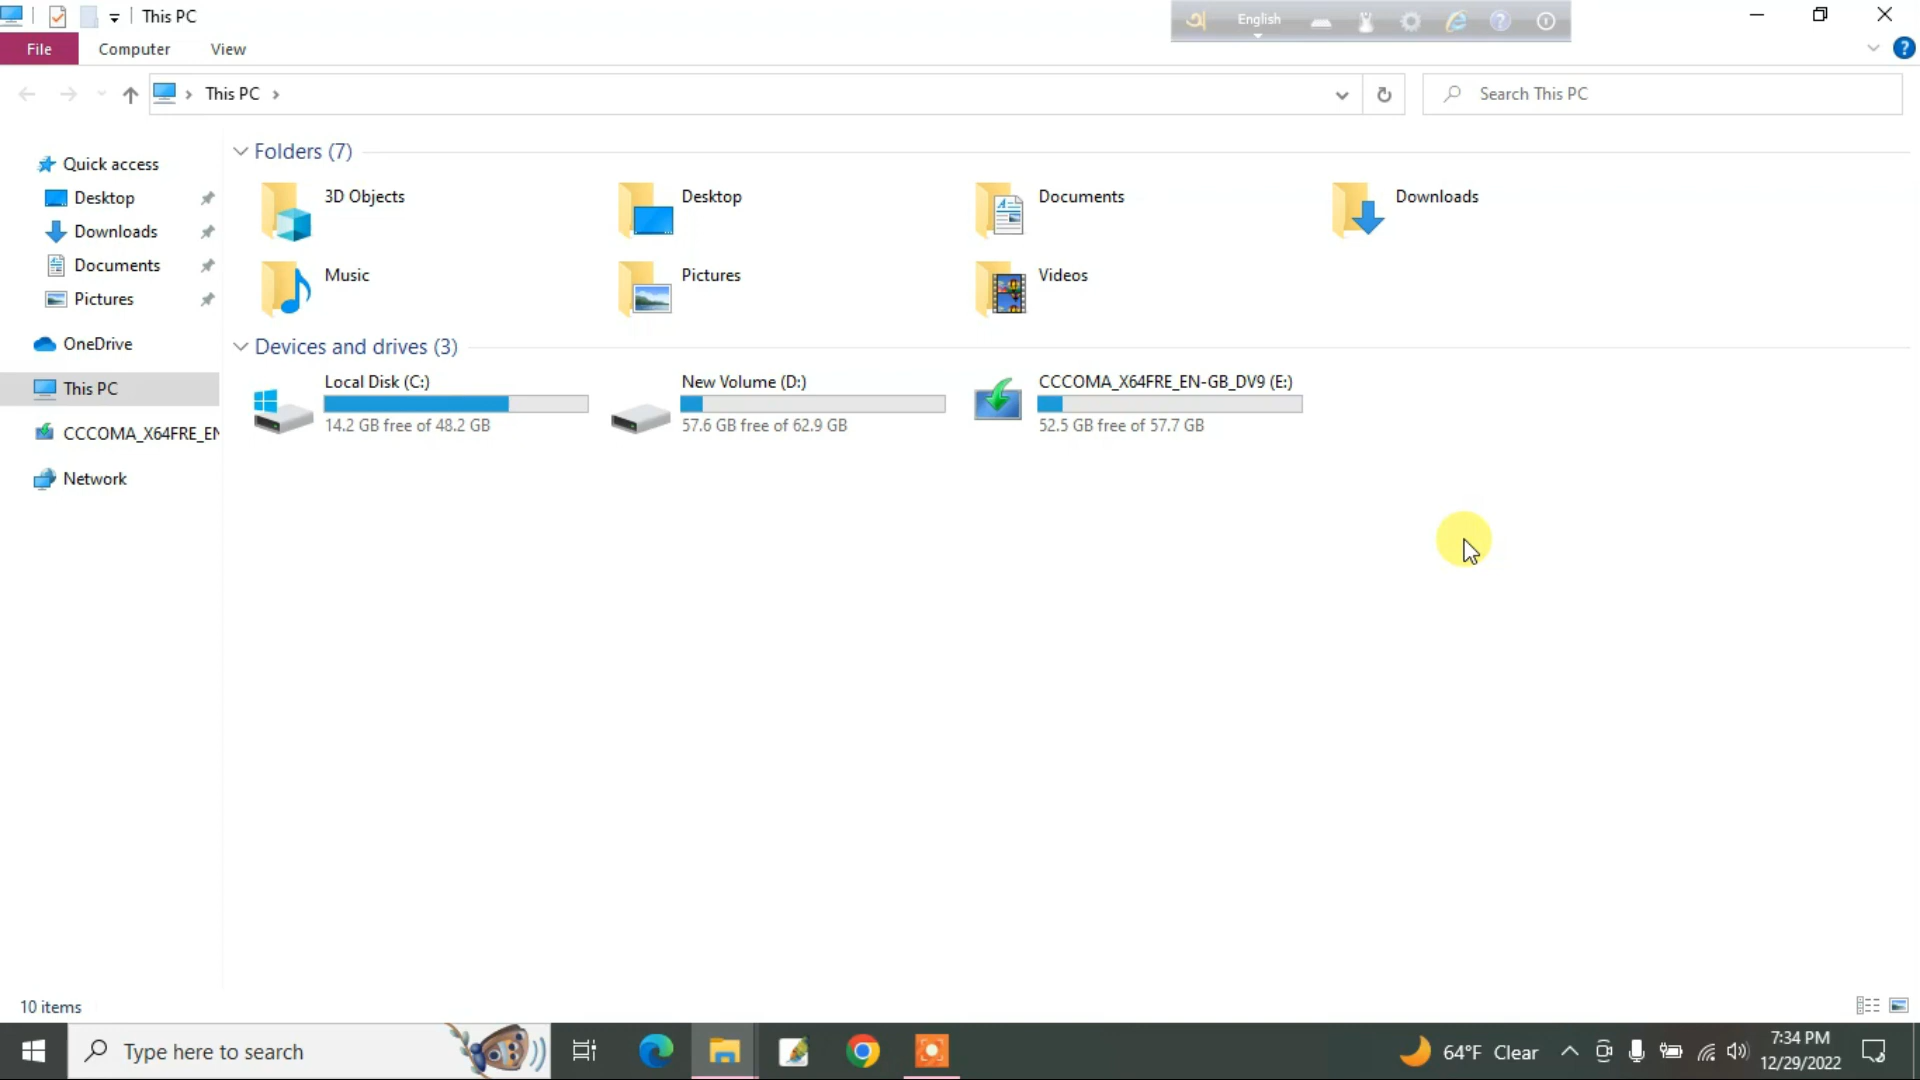 This PC
English
File Computer View
This PC
Search This PC
Quick access
Desktop
Downloads
Documents
Pictures
OneDrive
This PC
CCCOMA_X64FRE_EN
Network
Folders (7)
3D Objects
Desktop
Documents
Downloads
Music
Pictures
Videos
Devices and drives (3)
Local Disk (C:)
14.2 GB free of 48.2 GB
New Volume (D:)
57.6 GB free of 62.9 GB
CCCOMA_X64FRE_EN-GB_DV9 (E:)
52.5 GB free of 57.7 GB
10 items
Type here to search
64°F Clear
7:34 PM
12/29/2022